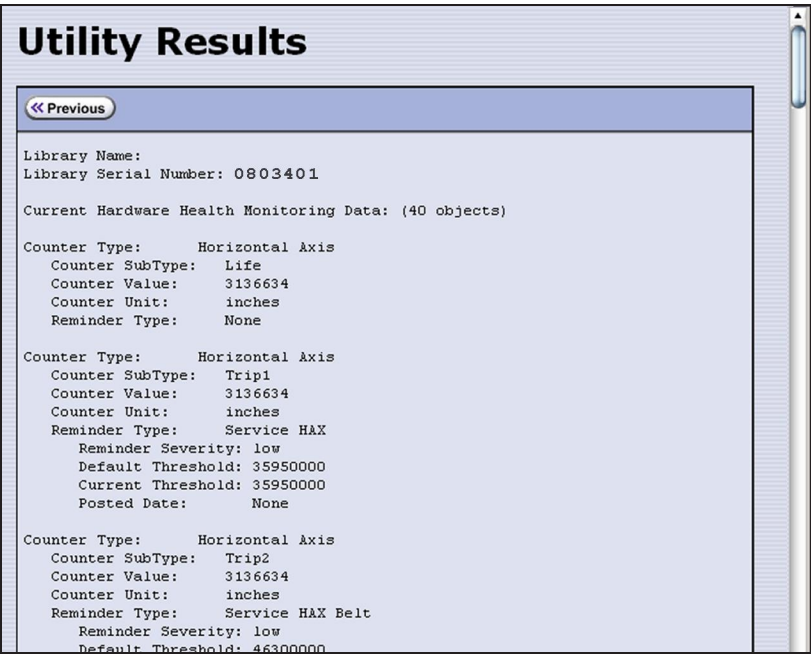 Utility Results
Previous
Library Name:
Library Serial Number: 0803401
Current Hardware Health Monitoring Data: (40 objects)
Counter Type: Horizontal Axis
Counter SubType: Life
Counter Value: 3136634
Counter Unit: inches
Reminder Type: None
Counter Type: Horizontal Axis
Counter SubType: Trip1
Counter Value: 3136634
Counter Unit: inches
Reminder Type: Service HAX
Reminder Severity: low
Default Threshold: 35950000
Current Threshold: 35950000
Posted Date: None
Counter Type: Horizontal Axis
Counter SubType: Trip2
Counter Value: 3136634
Counter Unit: inches
Reminder Type: Service HAX Belt
Reminder Severity: low
Default Threshold: 46300000